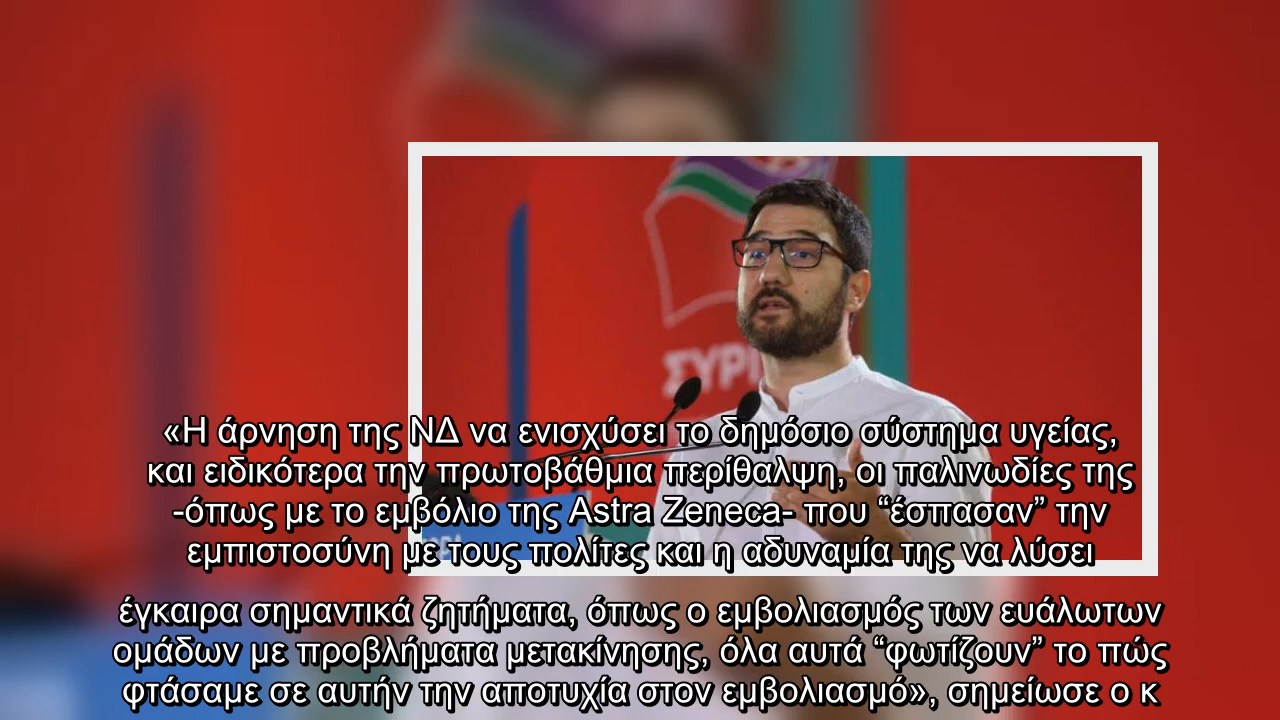 ΣΥΡΙ
«Η άρνηση της ΝΔ να ενισχύσει το δημόσιο σύστημα υγείας,
και ειδικότερα την πρωτοβάθμια περίθαλψη, οι παλινωδίες της
-όπως με το εμβόλιο της Astra Zeneca- που “έσπασαν” την
εμπιστοσύνη με τους πολίτες και η αδυναμία της να λύσει
έγκαιρα σημαντικά ζητήματα, όπως ο εμβολιασμός των ευάλωτων
ομάδων με προβλήματα μετακίνησης, όλα αυτά “φωτίζουν” το πώς
φτάσαμε σε αυτήν την αποτυχία στον εμβολιασμό», σημείωσε ο κ